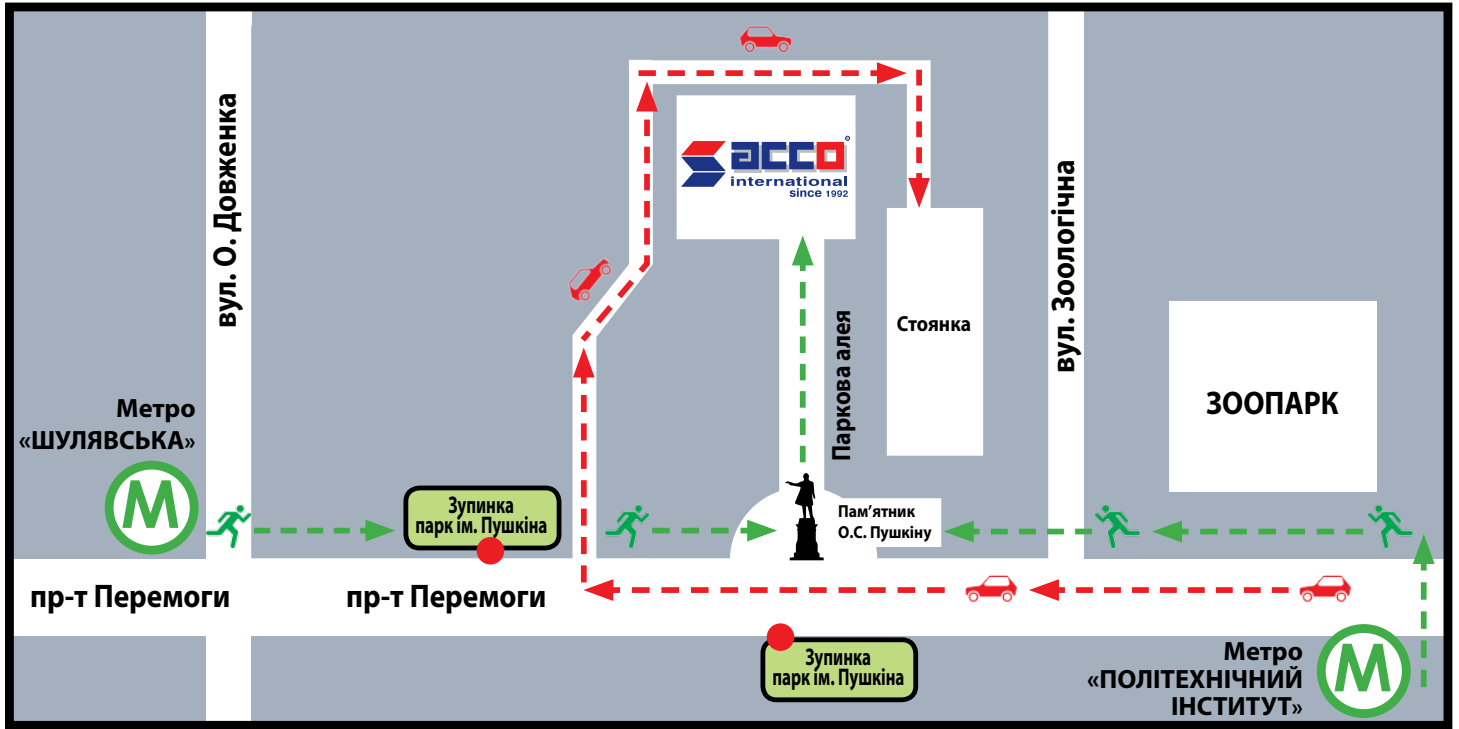 вул. О. Довженка
acco
international
since 1992
вул. Зоологічна
Стоянка
Паркова алея
ЗООПАРК
Метро
«ШУЛЯВСЬКА»
М
Зупинка
парк ім. Пушкіна
Пам’ятник
О.С. Пушкіну
пр-т Перемоги
пр-т Перемоги
Зупинка
парк ім. Пушкіна
Метро
«ПОЛІТЕХНІЧНИЙ
ІНСТИТУТ»
М